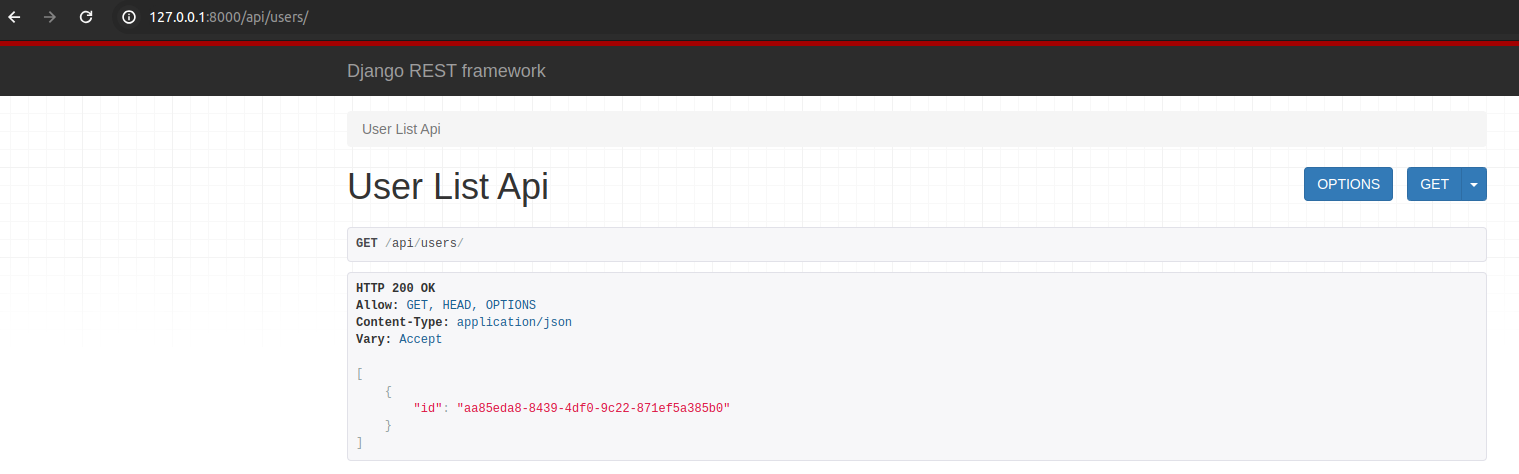 127.0.0.1:8000/api/users/
Django REST framework
User List Api
User List Api
OPTIONS
GET
GET /api/users/
HTTP 200 OK
Allow: GET, HEAD, OPTIONS
Content-Type: application/json
Vary: Accept
[
    {
        "id": "aa85eda8-8439-4df0-9c22-871ef5a385b0"
    }
]